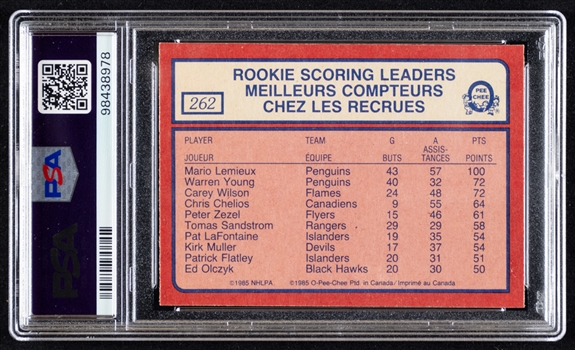 98438978
PSA
PSA
262
ROOKIE SCORING LEADERS
MEILLEURS COMPTEURS
CHEZ LES RECRUES
O
PEE
CHEE
PLAYER TEAM G A PTS
ASSIS-
JOUEUR ÉQUIPE BUTS TANCES POINTS
Mario Lemieux Penguins 43 57 100
Warren Young Penguins 40 32 72
Carey Wilson Flames 24 48 72
Chris Chelios Canadiens 9 55 64
Peter Zezel Flyers 15 46 61
Tomas Sandstrom Rangers 29 29 58
Pat LaFontaine Islanders 19 35 54
Kirk Muller Devils 17 37 54
Patrick Flatley Islanders 20 31 51
Ed Olczyk Black Hawks 20 30 50
©1985 NHLPA. ©1985 O-Pee-Chee Ptd. in Canada/Imprimé au Canada